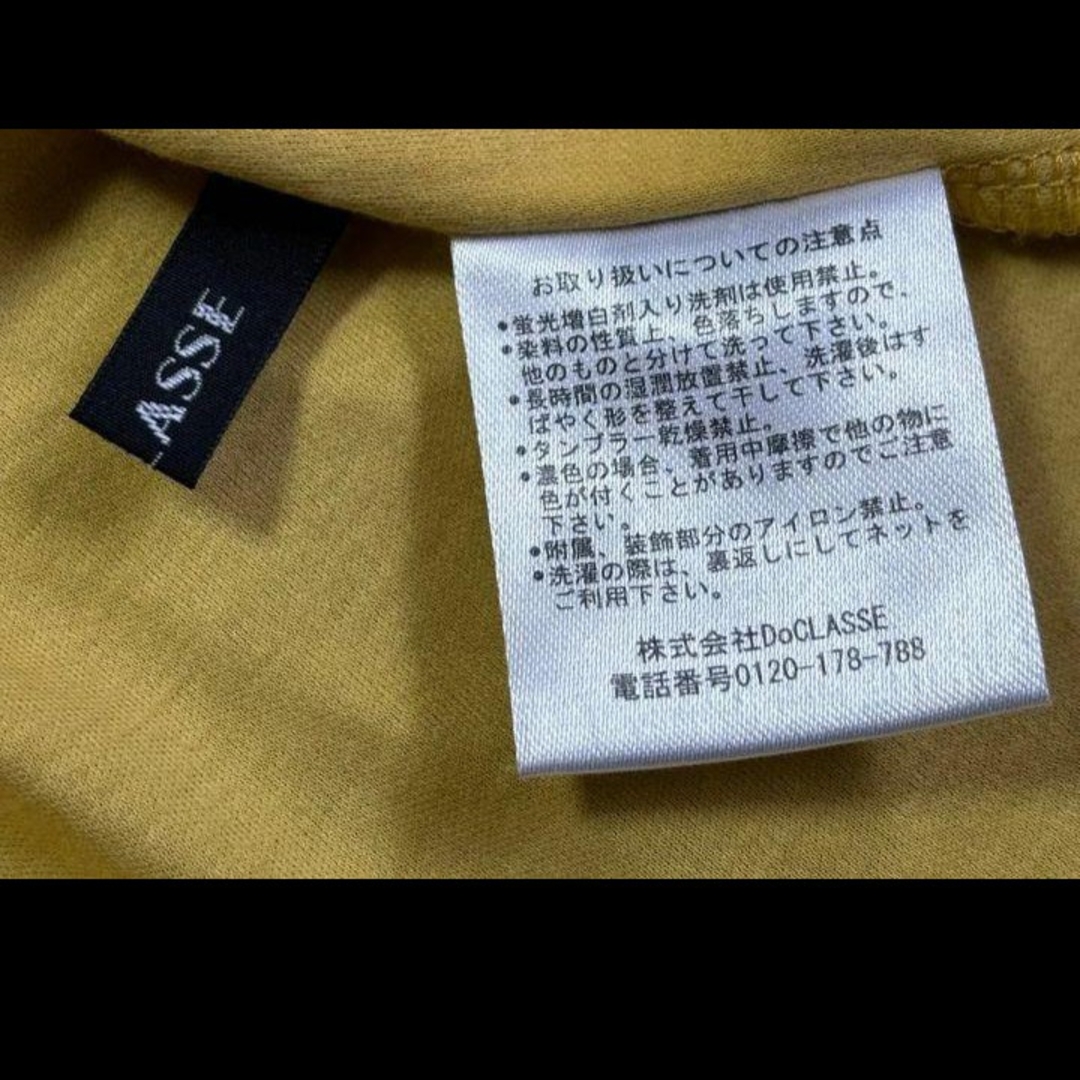 LASSE
お取り扱いについての注意点
•蛍光増白剤入り洗剤は使用禁止。
•染料の性質上、色落ちしますので、
他のものと分けて洗って下さい。
•長時間の湿潤放置禁止、洗濯後はす
ばやく形を整えて干して下さい。
•タンブラー乾燥禁止。
•濃色の場合、着用中摩擦で他の物に
色が付くことがありますのでご注意
下さい。
•附属、装飾部分のアイロン禁止。
•洗濯の際は、裏返しにしてネットを
ご利用下さい。
株式会社DoCLASSE
電話番号0120-178-788